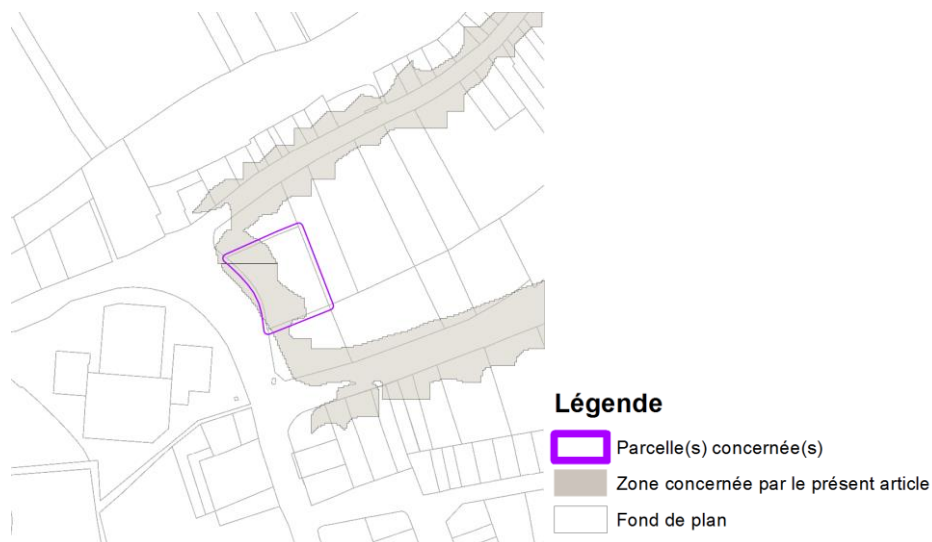 Légende
Parcelle(s) concernée(s)
Zone concernée par le présent article
Fond de plan